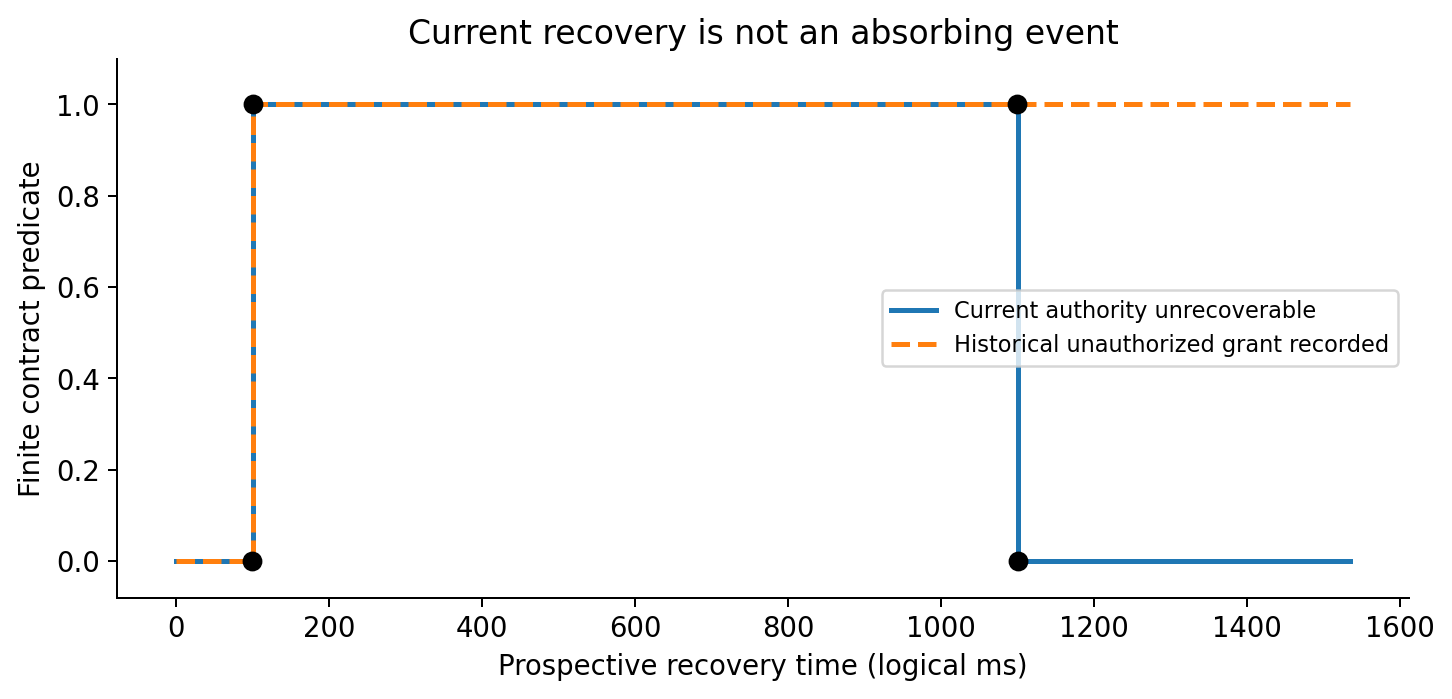 Current recovery is not an absorbing event
Finite contract predicate
1.0
0.8
0.6
0.4
0.2
0.0
Current authority unrecoverable
Historical unauthorized grant recorded
0 200 400 600 800 1000 1200 1400 1600
Prospective recovery time (logical ms)